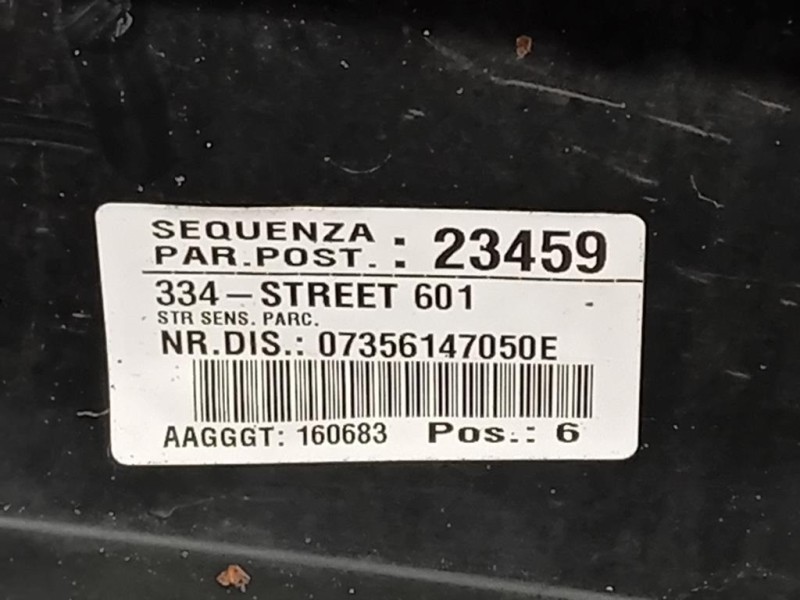 SEQUENZA
PAR.POST. : 23459
334-STREET 601
STR SENS. PARC.
NR.DIS.: 07356147050E
AAGGGT: 160683 Pos.: 6